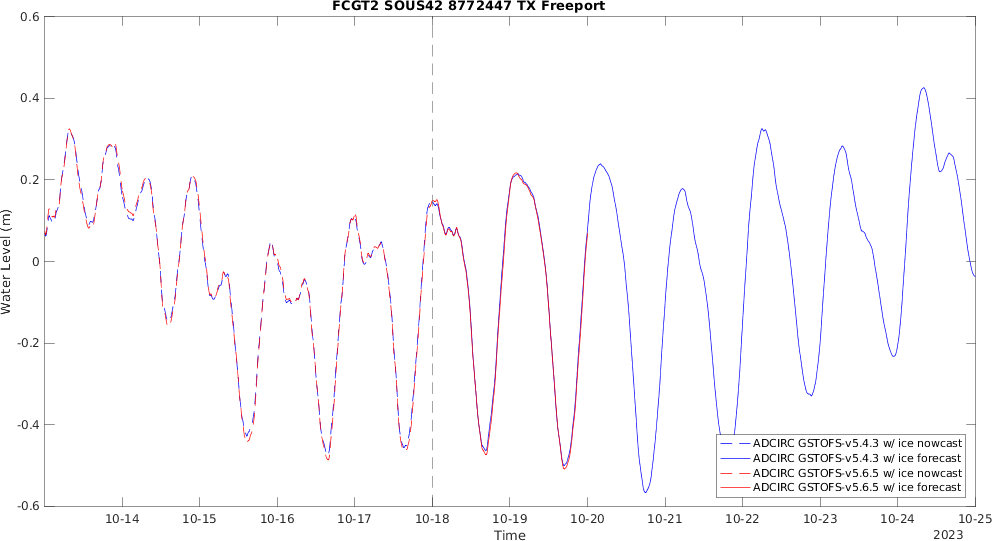 FCGT2 SOUS42 8772447 TX Freeport
0.6
0.4
0.2
0
-0.2
-0.4
-0.6
Water Level (m)
ADCIRC GSTOFS-v5.4.3 w/ ice nowcast
ADCIRC GSTOFS-v5.4.3 w/ ice forecast
ADCIRC GSTOFS-v5.6.5 w/ ice nowcast
ADCIRC GSTOFS-v5.6.5 w/ ice forecast
10-14 10-15 10-16 10-17 10-18 10-19 10-20 10-21 10-22 10-23 10-24 10-25
Time 2023